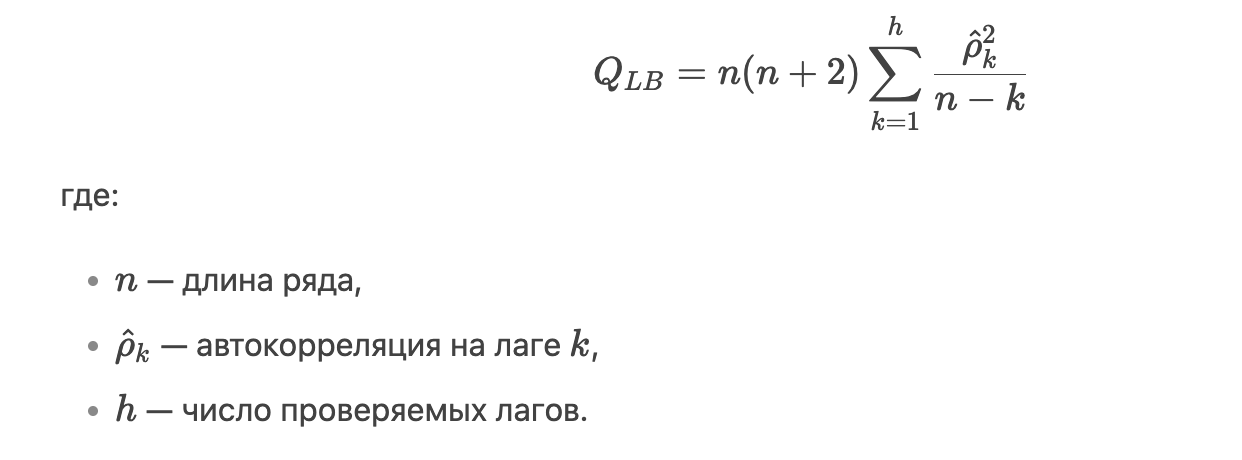 Q_{LB} = n(n + 2) \sum_{k=1}^{h} \frac{\hat{\rho}_k^2}{n - k}
где:
• n — длина ряда,
• \hat{\rho}_k — автокорреляция на лаге k,
• h — число проверяемых лагов.